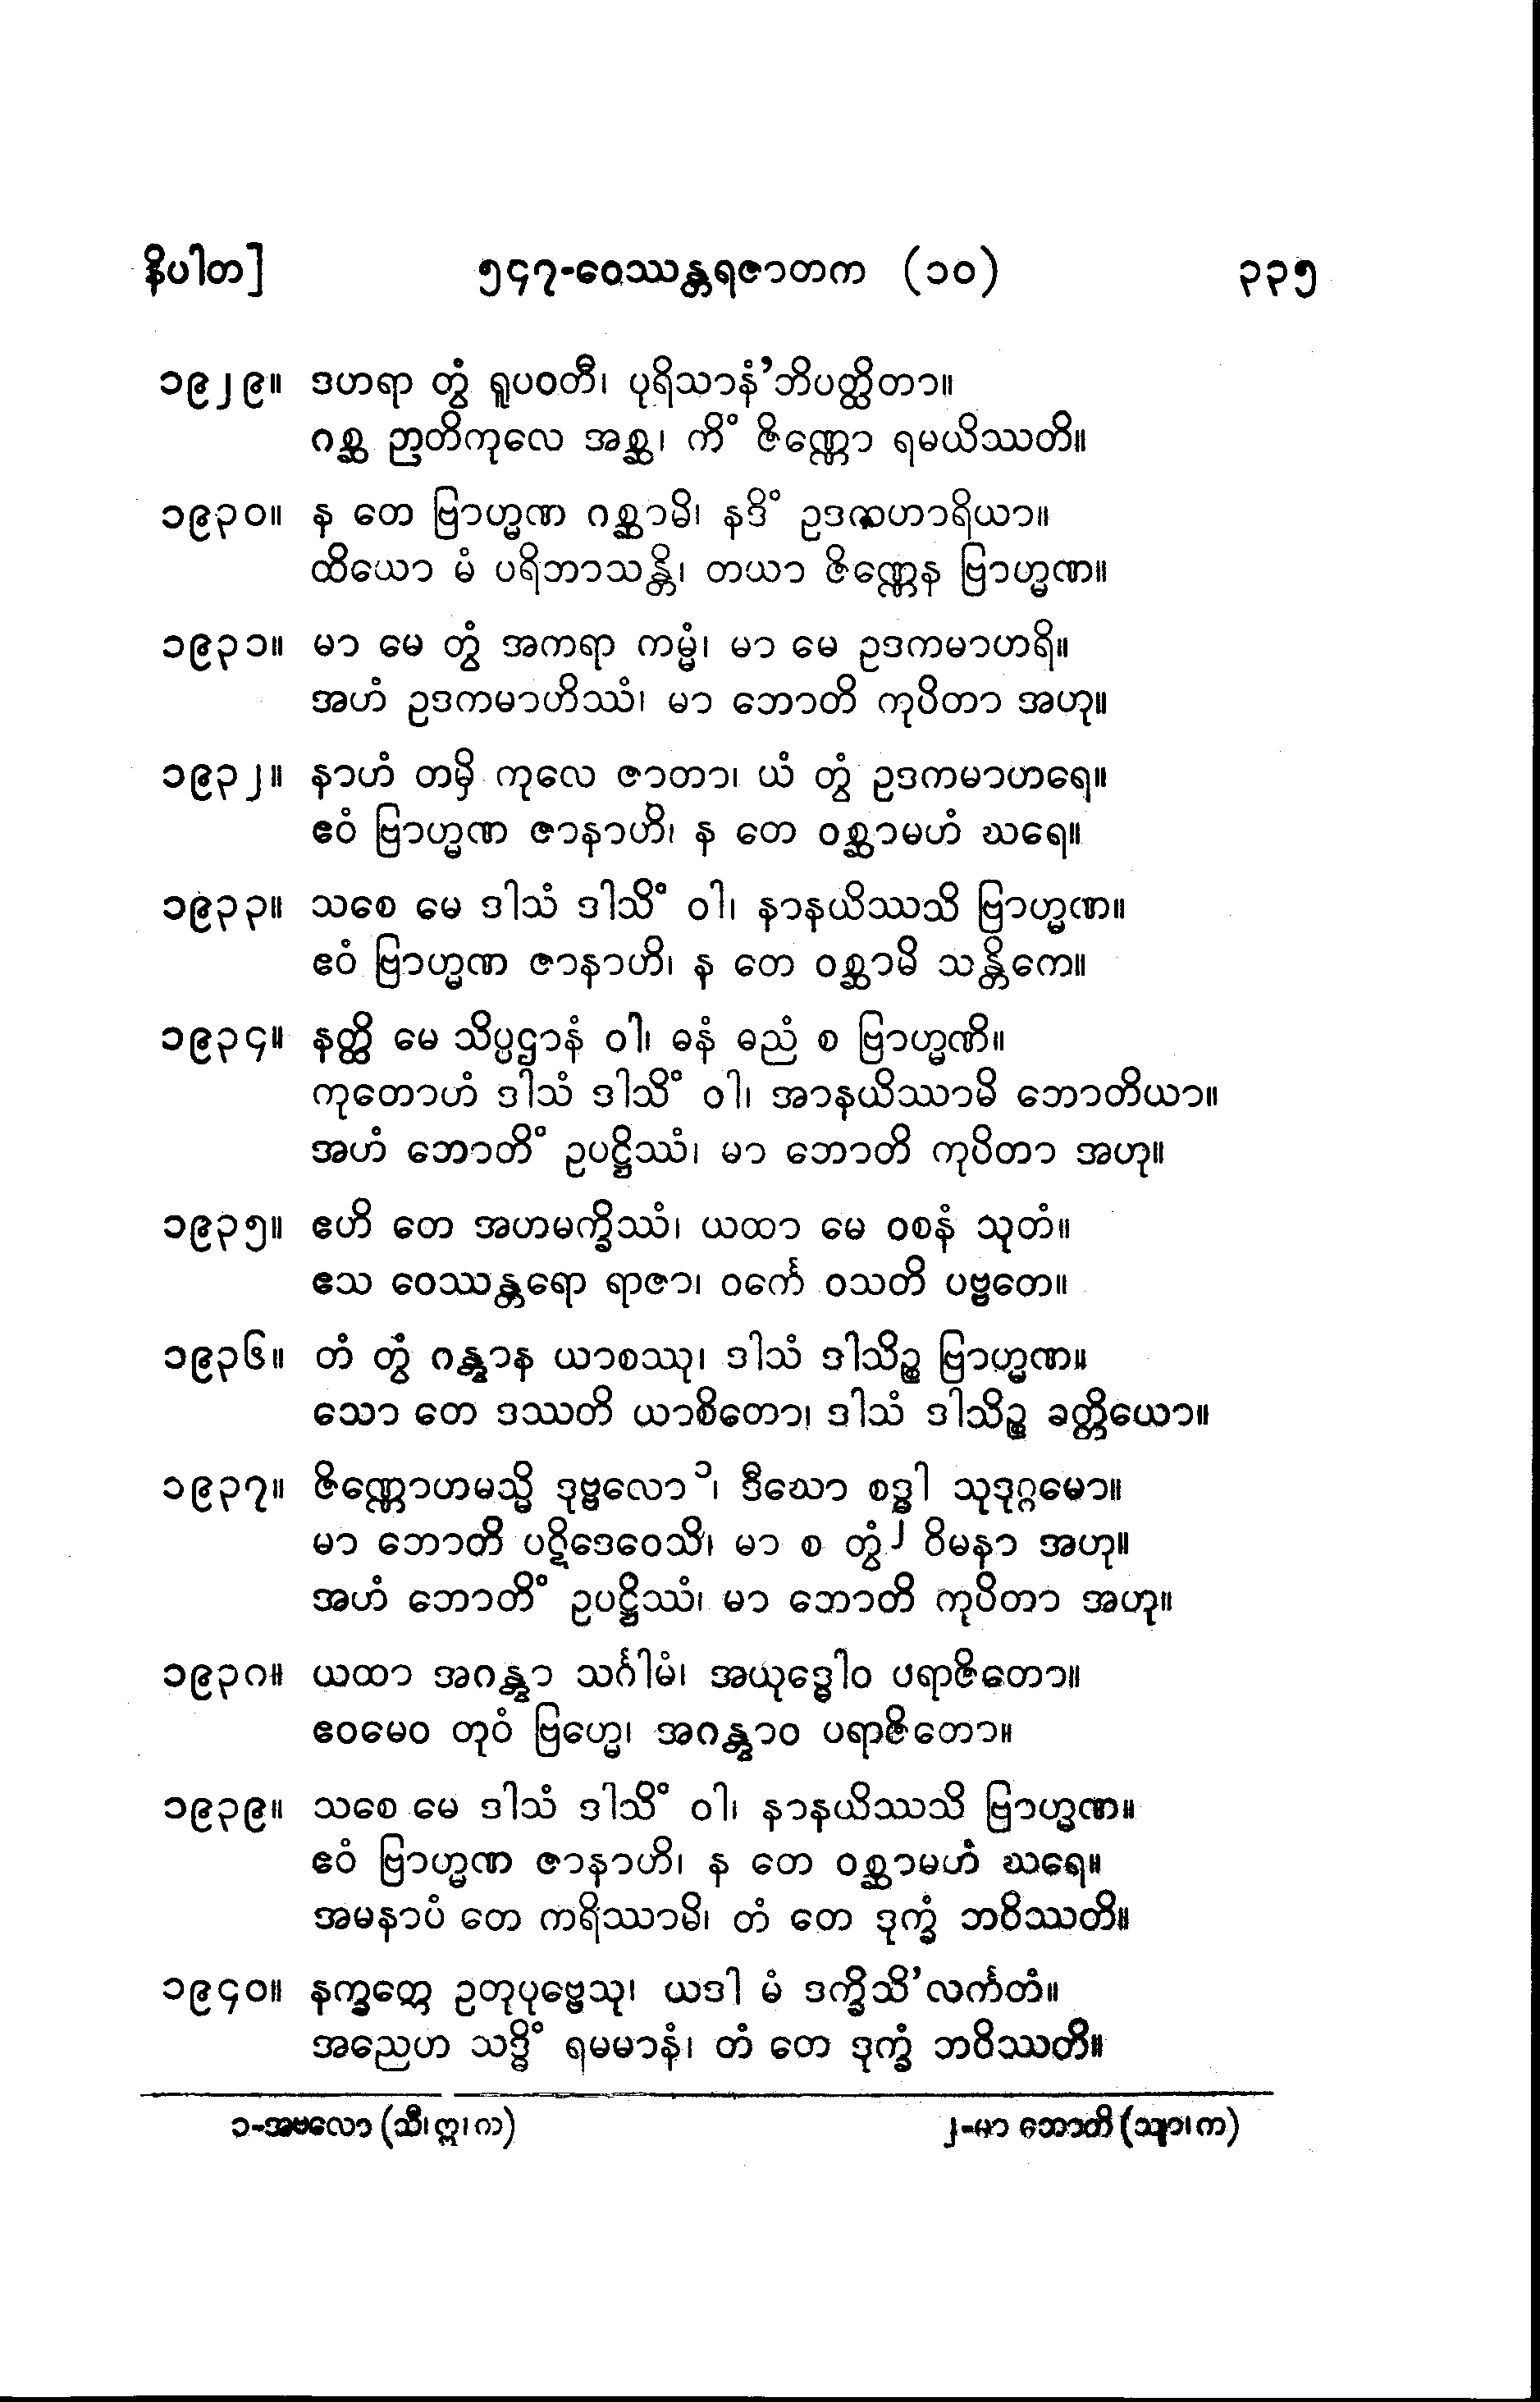 နိပါတ] ၅၄၇-ဝေဿန္တရဇာတက (၁၀) ၃၃၅
၁၉၂၉။ ဒဟရာ တွံ ရူပဝတီ၊ ပုရိသာနံ’ဘိပတ္ထိတာ။
ဂစ္ဆ ဉာတိကုလေ အစ္ဆ၊ ကိံ ဇိဏ္ဏော ရမယိဿတိ။
၁၉၃၀။ န တေ ဗြာဟ္မဏ ဂစ္ဆာမိ၊ နဒိံ ဥဒကဟာရိယာ။
ထိယော မံ ပရိဘာသန္တိ၊ တယာ ဇိဏ္ဏေန ဗြာဟ္မဏ။
၁၉၃၁။ မာ မေ တွံ အကရာ ကမ္မံ၊ မာ မေ ဥဒကမာဟရိ။
အဟံ ဥဒကမာဟိဿံ၊ မာ ဘောတိ ကုပိတာ အဟု။
၁၉၃၂။ နာဟံ တမှိ ကုလေ ဇာတာ၊ ယံ တွံ ဥဒကမာဟရေ။
ဧဝံ ဗြာဟ္မဏ ဇာနာဟိ၊ န တေ ဝစ္ဆာမဟံ ဃရေ။
၁၉၃၃။ သစေ မေ ဒါသံ ဒါသိံ ဝါ၊ နာနယိဿသိ ဗြာဟ္မဏ။
ဧဝံ ဗြာဟ္မဏ ဇာနာဟိ၊ န တေ ဝစ္ဆာမိ သန္တိကေ။
၁၉၃၄။ နတ္ထိ မေ သိပ္ပဌာနံ ဝါ၊ ဓနံ ဓညံ စ ဗြာဟ္မဏိ။
ကုတောဟံ ဒါသံ ဒါသိံ ဝါ၊ အာနယိဿာမိ ဘောတိယာ။
အဟံ ဘောတိံ ဥပဋ္ဌိဿံ၊ မာ ဘောတိ ကုပိတာ အဟု။
၁၉၃၅။ ဧဟိ တေ အဟမက္ခိဿံ၊ ယထာ မေ ဝစနံ သုတံ။
ဧသ ဝေဿန္တရော ရာဇာ၊ ဝင်္ကေ ဝသတိ ပဗ္ဗတေ။
၁၉၃၆။ တံ တွံ ဂန္တွာန ယာစဿု၊ ဒါသံ ဒါသိဉ္စ ဗြာဟ္မဏ။
သော တေ ဒဿတိ ယာစိတော၊ ဒါသံ ဒါသိဉ္စ ခတ္တိယော။
၁၉၃၇။ ဇိဏ္ဏောဟမသ္မိ ဒုဗ္ဗလော၁၊ ဒီဃော စဒ္ဓါ သုဒုဂ္ဂမော။
မာ ဘောတိ ပဋိဒေဝေသိ၊ မာ စ တွံ၂ ဝိမနာ အဟု။
အဟံ ဘောတိံ ဥပဋ္ဌိဿံ၊ မာ ဘောတိ ကုပိတာ အဟု။
၁၉၃၈။ ယထာ အဂန္တွာ သင်္ဂါမံ၊ အယုဒ္ဓေါဝ ပရာဇိတော။
ဧဝမေဝ တုဝံ ဗြဟ္မေ၊ အဂန္တွာဝ ပရာဇိတော။
၁၉၃၉။ သစေ မေ ဒါသံ ဒါသိံ ဝါ၊ နာနယိဿသိ ဗြာဟ္မဏ။
ဧဝံ ဗြာဟ္မဏ ဇာနာဟိ၊ န တေ ဝစ္ဆာမဟံ ဃရေ။
အမနာပံ တေ ကရိဿာမိ၊ တံ တေ ဒုက္ခံ ဘဝိဿတိ။
၁၉၄၀။ နက္ခတ္တေ ဥတုပုဗ္ဗေသု၊ ယဒါ မံ ဒက္ခိသိ’လင်္ကတံ။
အညေဟ သဒ္ဓိံ ရမမာနံ၊ တံ တေ ဒုက္ခံ ဘဝိဿတိ။
၁-အဗလော (သီ၊ဣ၊က) ၂-မာ ဘောတိ (သျာ၊က)